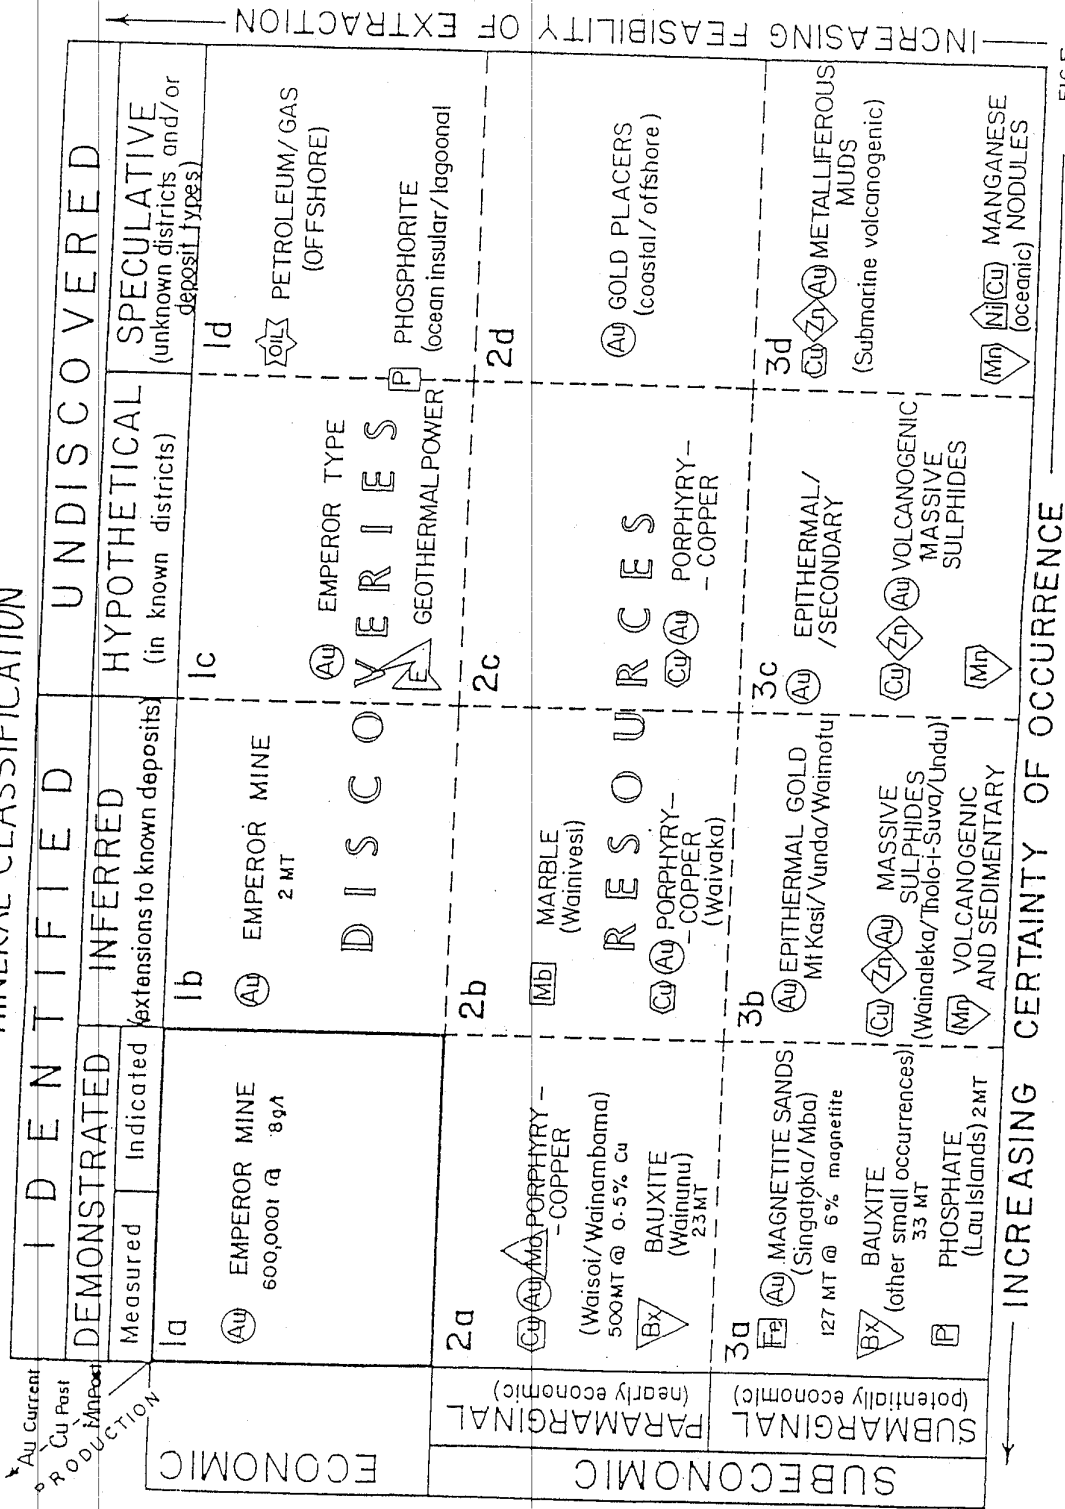 MINERAL CLASSIFICATION
Au Current
Cu Past
Mn Past
PRODUCTION
IDENTIFIED
UNDISCOVERED
DEMONSTRATED
INFERRED
(extensions to known deposits)
HYPOTHETICAL
(in known districts)
SPECULATIVE
(unknown districts and/or
deposit types)
Measured
Indicated
ECONOMIC
1a
Au EMPEROR MINE
600,000t @ 8g/t
1b
Au EMPEROR MINE
2 MT
1c
Au EMPEROR TYPE
E GEOTHERMAL POWER
1d
OIL PETROLEUM/GAS
(OFFSHORE)
P PHOSPHORITE
(ocean insular/lagoonal
DISCOVERIES
SUBECONOMIC
PARAMARGINAL
(nearly economic)
2a
Cu Au Mo PORPHYRY-
-COPPER
(Waisoi/Wainambama)
500MT @ 0.5% Cu
Bx BAUXITE
(Wainunu)
23MT
2b
Mb MARBLE
(Wainivesi)
Cu Au PORPHYRY-
-COPPER
(Waivaka)
2c
Cu Au PORPHYRY-
-COPPER
2d
Au GOLD PLACERS
(coastal/offshore)
RESOURCES
SUBMARGINAL
(potentially economic)
3a
Fe Au MAGNETITE SANDS
(Singatoka/Mba)
127 MT @ 6% magnetite
Bx BAUXITE
(other small occurrences)
33 MT
P PHOSPHATE
(Lau Islands) 2MT
3b
Au EPITHERMAL GOLD
Mt Kasi/Vunda/Waimotu
Cu Zn Au MASSIVE
SULPHIDES
(Wainaleka/Tholo-i-Suva/Undu)
Mn VOLCANOGENIC
AND SEDIMENTARY
3c
Au EPITHERMAL/
/SECONDARY
Cu Zn Au VOLCANOGENIC
MASSIVE
SULPHIDES
Mn
3d
Cu Zn Au METALLIFEROUS
MUDS
(Submarine volcanogenic)
Mn Ni Cu MANGANESE
(oceanic) NODULES
INCREASING CERTAINTY OF OCCURRENCE
INCREASING FEASIBILITY OF EXTRACTION